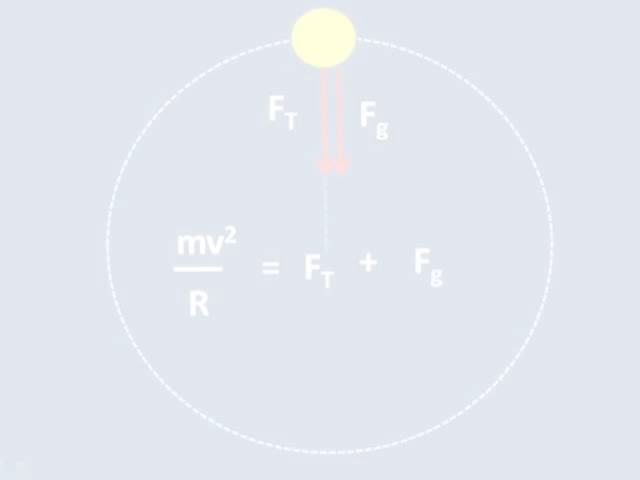 F_T F_g
mv²
= F_T + F_g
R